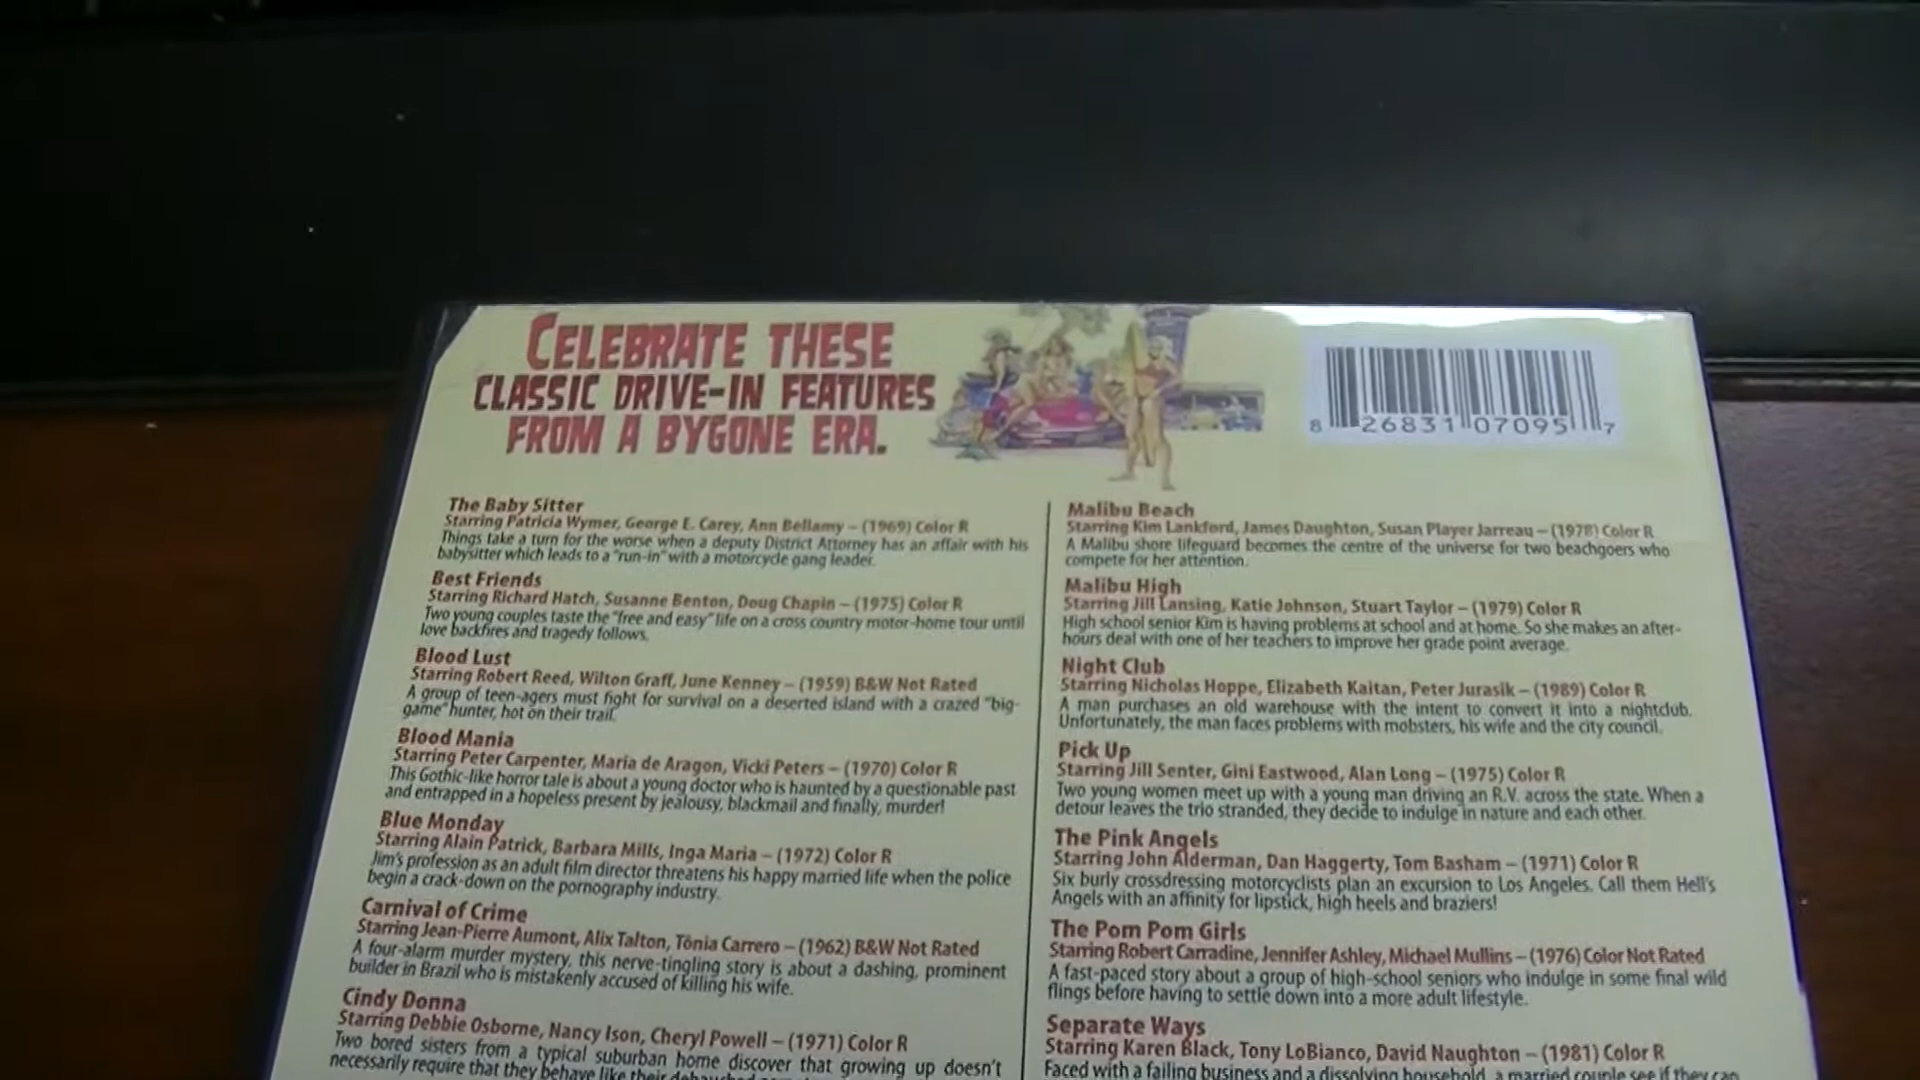 CELEBRATE THESE
CLASSIC DRIVE-IN FEATURES
FROM A BYGONE ERA.
8 26831 07095 7
The Baby Sitter
Starring Patricia Wymer, George E. Carey, Ann Bellamy – (1969) Color R
Things take a turn for the worse when a deputy District Attorney has an affair with his
babysitter which leads to a "run-in" with a motorcycle gang leader.
Best Friends
Starring Richard Hatch, Susanne Benton, Doug Chapin – (1975) Color R
Two young couples taste the "free and easy" life on a cross country motor-home tour until
love backfires and tragedy follows.
Blood Lust
Starring Robert Reed, Wilton Graff, June Kenney – (1959) B&W Not Rated
A group of teen-agers must fight for survival on a deserted island with a crazed "big-
game" hunter, hot on their trail.
Blood Mania
Starring Peter Carpenter, Maria de Aragon, Vicki Peters – (1970) Color R
This Gothic-like horror tale is about a young doctor who is haunted by a questionable past
and entrapped in a hopeless present by jealousy, blackmail and finally, murder!
Blue Monday
Starring Alain Patrick, Barbara Mills, Inga Maria – (1972) Color R
Jim's profession as an adult film director threatens his happy married life when the police
begin a crack-down on the pornography industry.
Carnival of Crime
Starring Jean-Pierre Aumont, Alix Talton, Tônia Carrero – (1962) B&W Not Rated
A four-alarm murder mystery, this nerve-tingling story is about a dashing, prominent
builder in Brazil who is mistakenly accused of killing his wife.
Cindy Donna
Starring Debbie Osborne, Nancy Ison, Cheryl Powell – (1971) Color R
Two bored sisters from a typical suburban home discover that growing up doesn't
necessarily require that they behave like their
Malibu Beach
Starring Kim Lankford, James Daughton, Susan Player Jarreau – (1978) Color R
A Malibu shore lifeguard becomes the centre of the universe for two beachgoers who
compete for her attention.
Malibu High
Starring Jill Lansing, Katie Johnson, Stuart Taylor – (1979) Color R
High school senior Kim is having problems at school and at home. So she makes an after-
hours deal with one of her teachers to improve her grade point average.
Night Club
Starring Nicholas Hoppe, Elizabeth Kaitan, Peter Jurasik – (1989) Color R
A man purchases an old warehouse with the intent to convert it into a nightclub.
Unfortunately, the man faces problems with mobsters, his wife and the city council.
Pick Up
Starring Jill Senter, Gini Eastwood, Alan Long – (1975) Color R
Two young women meet up with a young man driving an R.V. across the state. When a
detour leaves the trio stranded, they decide to indulge in nature and each other.
The Pink Angels
Starring John Alderman, Dan Haggerty, Tom Basham – (1971) Color R
Six burly crossdressing motorcyclists plan an excursion to Los Angeles. Call them Hell's
Angels with an affinity for lipstick, high heels and braziers!
The Pom Pom Girls
Starring Robert Carradine, Jennifer Ashley, Michael Mullins – (1976) Color Not Rated
A fast-paced story about a group of high-school seniors who indulge in some final wild
flings before having to settle down into a more adult lifestyle.
Separate Ways
Starring Karen Black, Tony LoBianco, David Naughton – (1981) Color R
Faced with a failing business and a dissolving household, a married couple see if they can